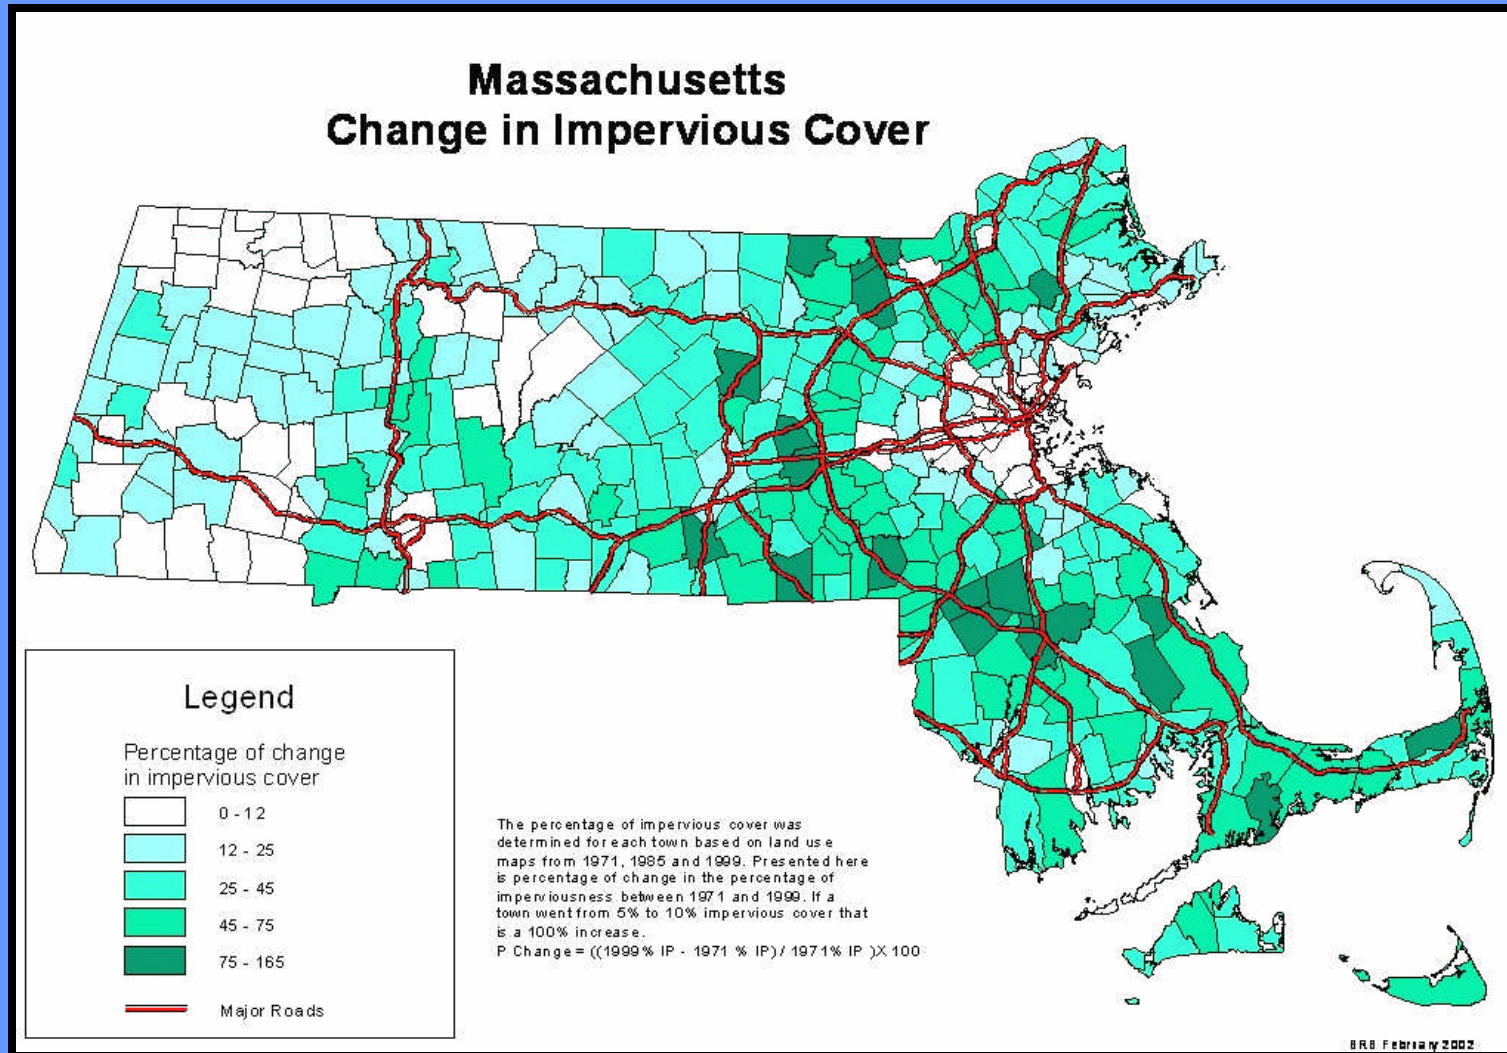 Massachusetts
Change in Impervious Cover
Legend
Percentage of change
in impervious cover
0 - 12
12 - 25
25 - 45
45 - 75
75 - 165
Major Roads
The percentage of impervious cover was
determined for each town based on land use
maps from 1971, 1985 and 1999. Presented here
is percentage of change in the percentage of
imperviousness between 1971 and 1999. If a
town went from 5% to 10% impervious cover that
is a 100% increase.
P Change = ((1999% IP - 1971 % IP) / 1971% IP )X 100
February 2002